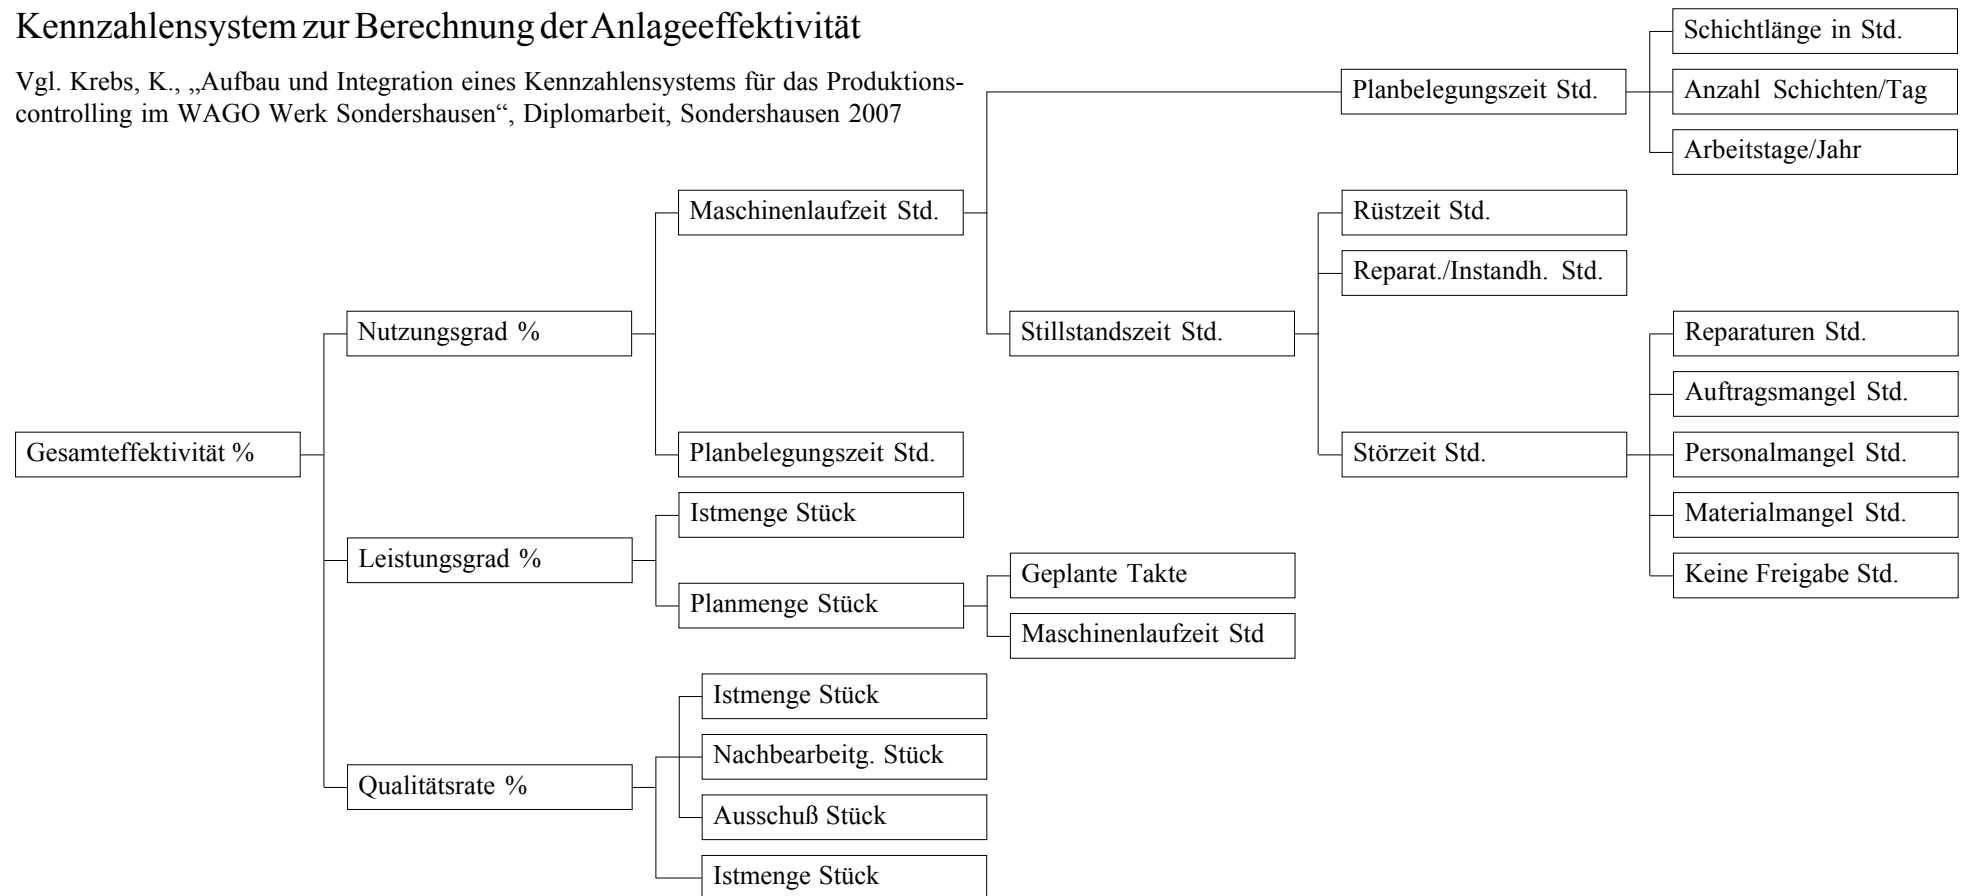 Kennzahlensystem zur Berechnung der Anlageeffektivität
Vgl. Krebs, K., „Aufbau und Integration eines Kennzahlensystems für das Produktions-
controlling im WAGO Werk Sondershausen“, Diplomarbeit, Sondershausen 2007
Schichtlänge in Std.
Planbelegungszeit Std.
Anzahl Schichten/Tag
Arbeitstage/Jahr
Maschinenlaufzeit Std.
Rüstzeit Std.
Reparat./Instandh. Std.
Nutzungsgrad %
Stillstandszeit Std.
Reparaturen Std.
Auftragsmangel Std.
Gesamteffektivität %
Planbelegungszeit Std.
Störzeit Std.
Personalmangel Std.
Istmenge Stück
Materialmangel Std.
Leistungsgrad %
Geplante Takte
Keine Freigabe Std.
Planmenge Stück
Maschinenlaufzeit Std
Istmenge Stück
Nachbearbeitg. Stück
Qualitätsrate %
Ausschuß Stück
Istmenge Stück